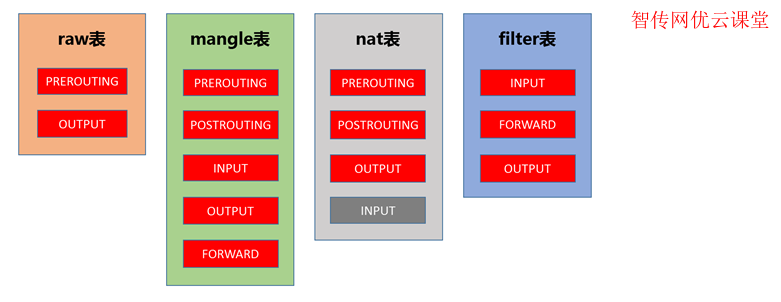 智传网优云课堂
raw表
PREROUTING
OUTPUT
mangle表
PREROUTING
POSTROUTING
INPUT
OUTPUT
FORWARD
nat表
PREROUTING
POSTROUTING
OUTPUT
INPUT
filter表
INPUT
FORWARD
OUTPUT